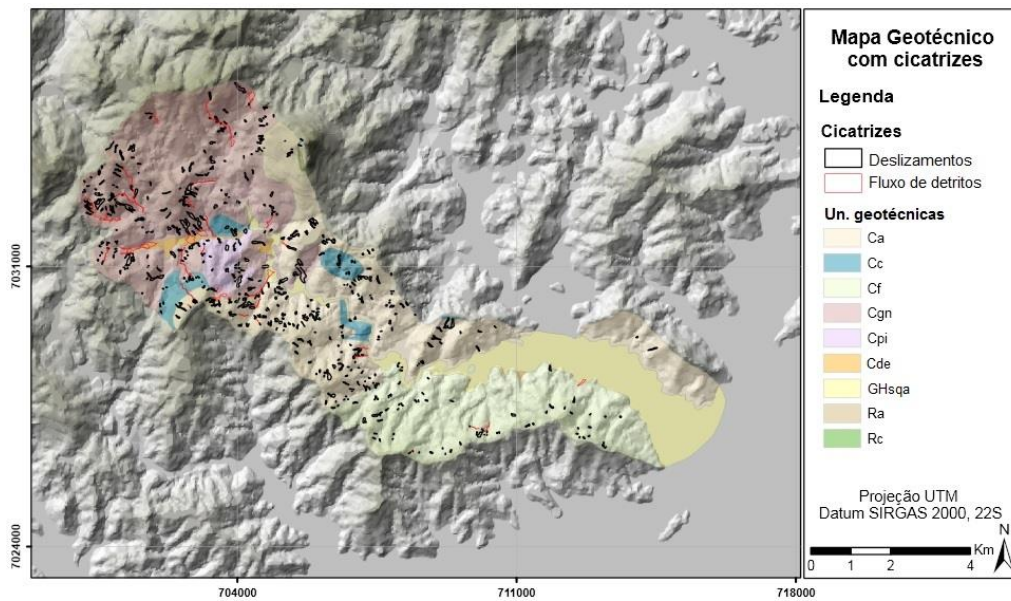 Mapa Geotécnico
com cicatrizes
Legenda
Cicatrizes
Deslizamentos
Fluxo de detritos
Un. geotécnicas
Ca
Cc
Cf
Cgn
Cpi
Cde
GHsqa
Ra
Rc
Projeção UTM
Datum SIRGAS 2000, 22S
N
Km
0 1 2 4
7031000
7024000
704000 711000 718000